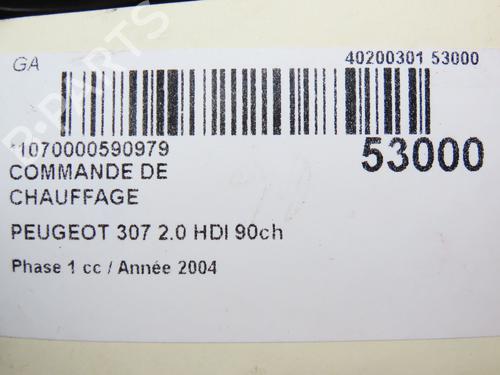 GA
40200301 53000
*1070000590979
53000
COMMANDE DE
CHAUFFAGE
PEUGEOT 307 2.0 HDI 90ch
Phase 1 cc / Année 2004